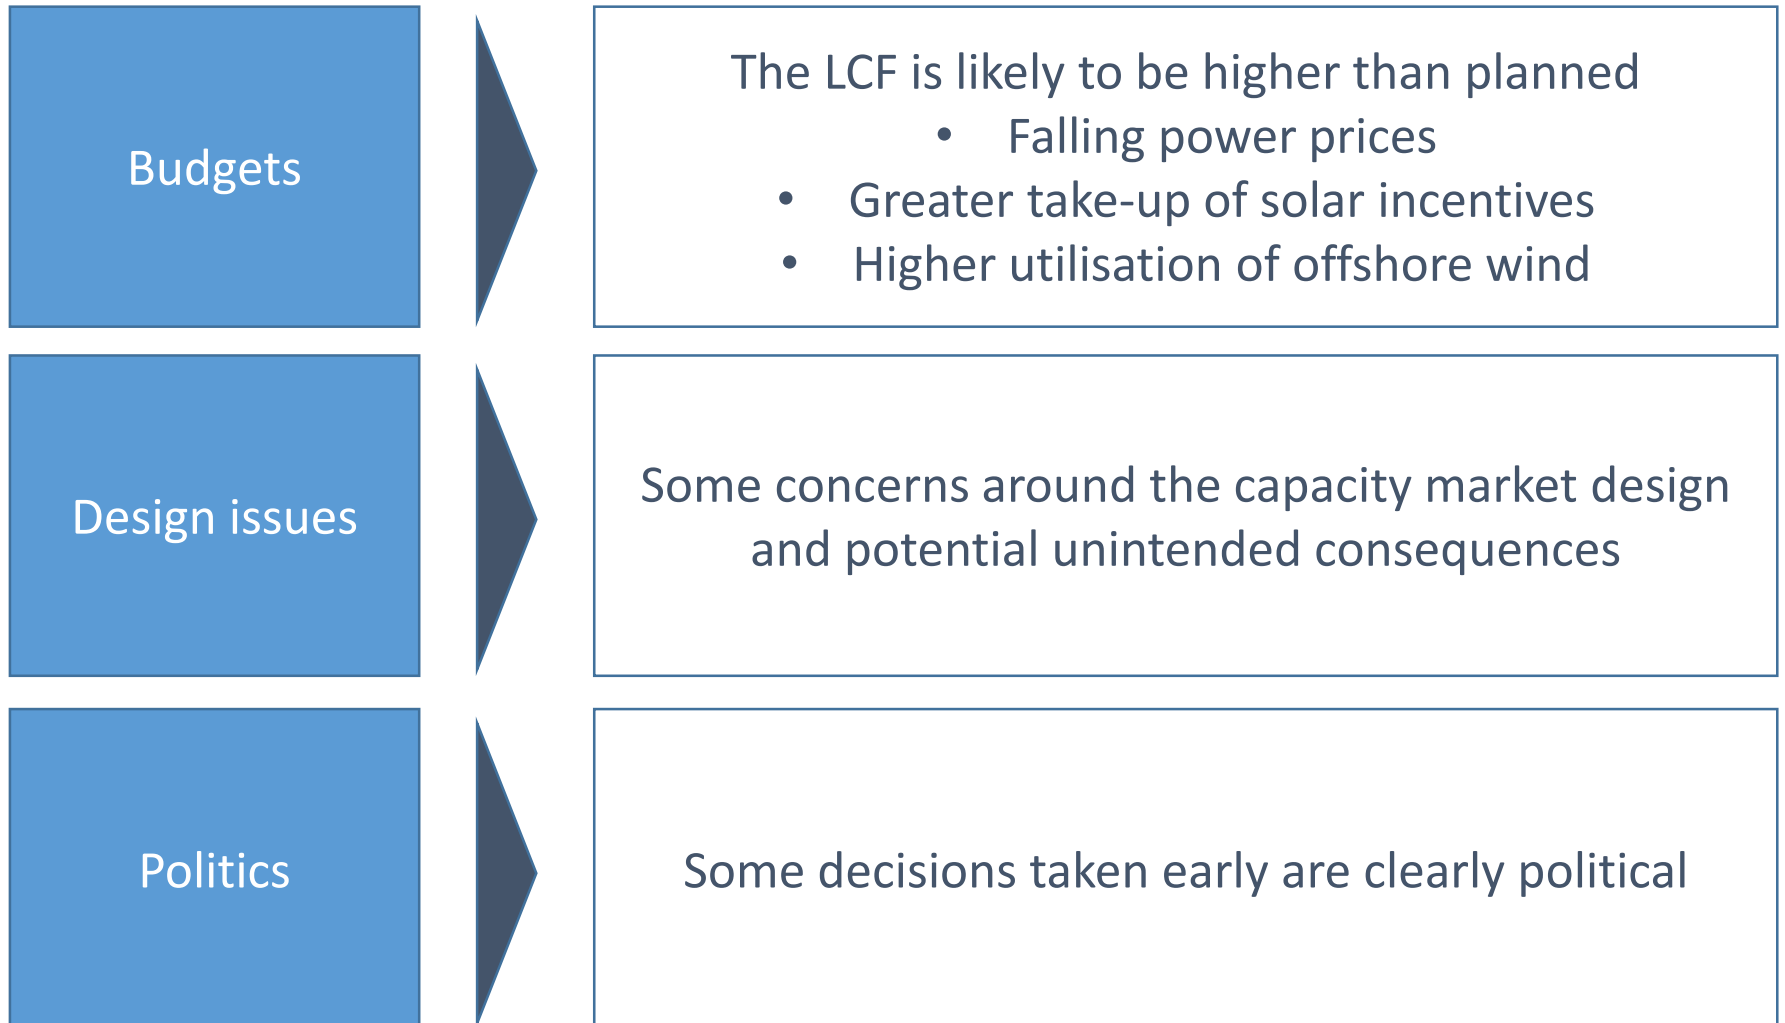 Budgets
The LCF is likely to be higher than planned
• Falling power prices
• Greater take-up of solar incentives
• Higher utilisation of offshore wind
Design issues
Some concerns around the capacity market design
and potential unintended consequences
Politics
Some decisions taken early are clearly political